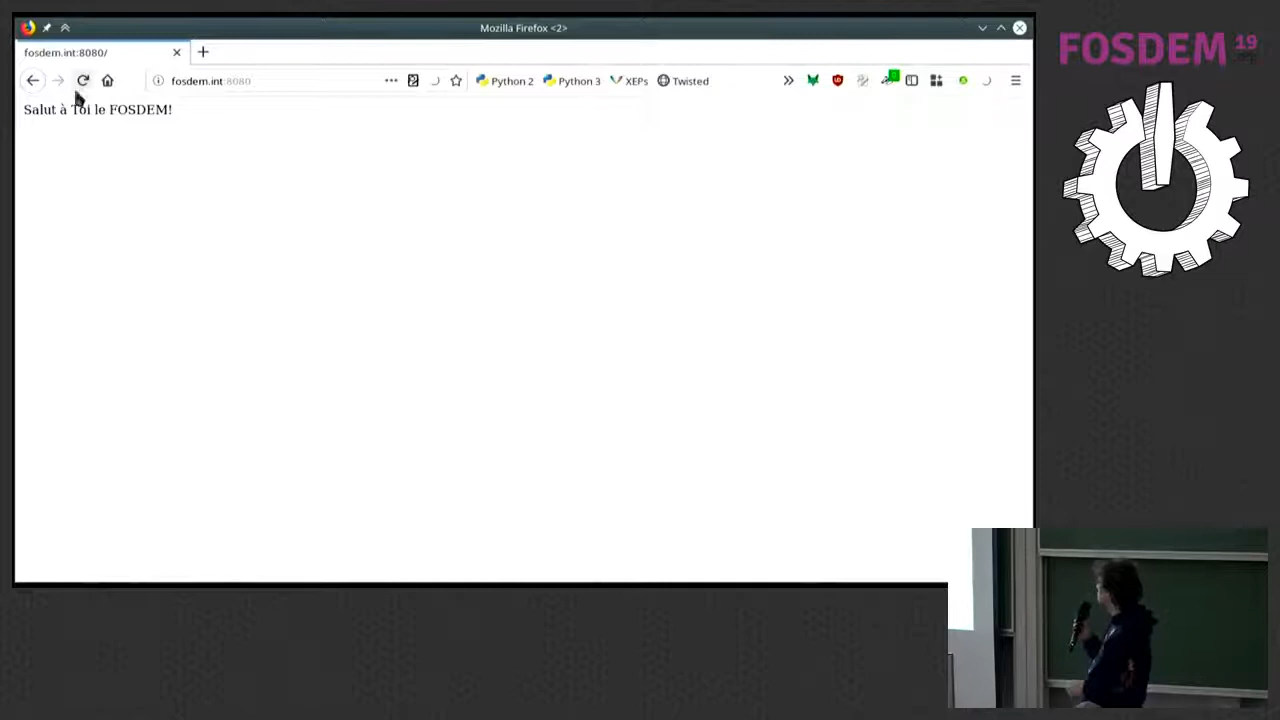 Mozilla Firefox <2>
fosdem.int:8080/
fosdem.int:8080
Python 2
Python 3
XEPs
Twisted
Salut à Toi le FOSDEM!
FOSDEM 19
.org